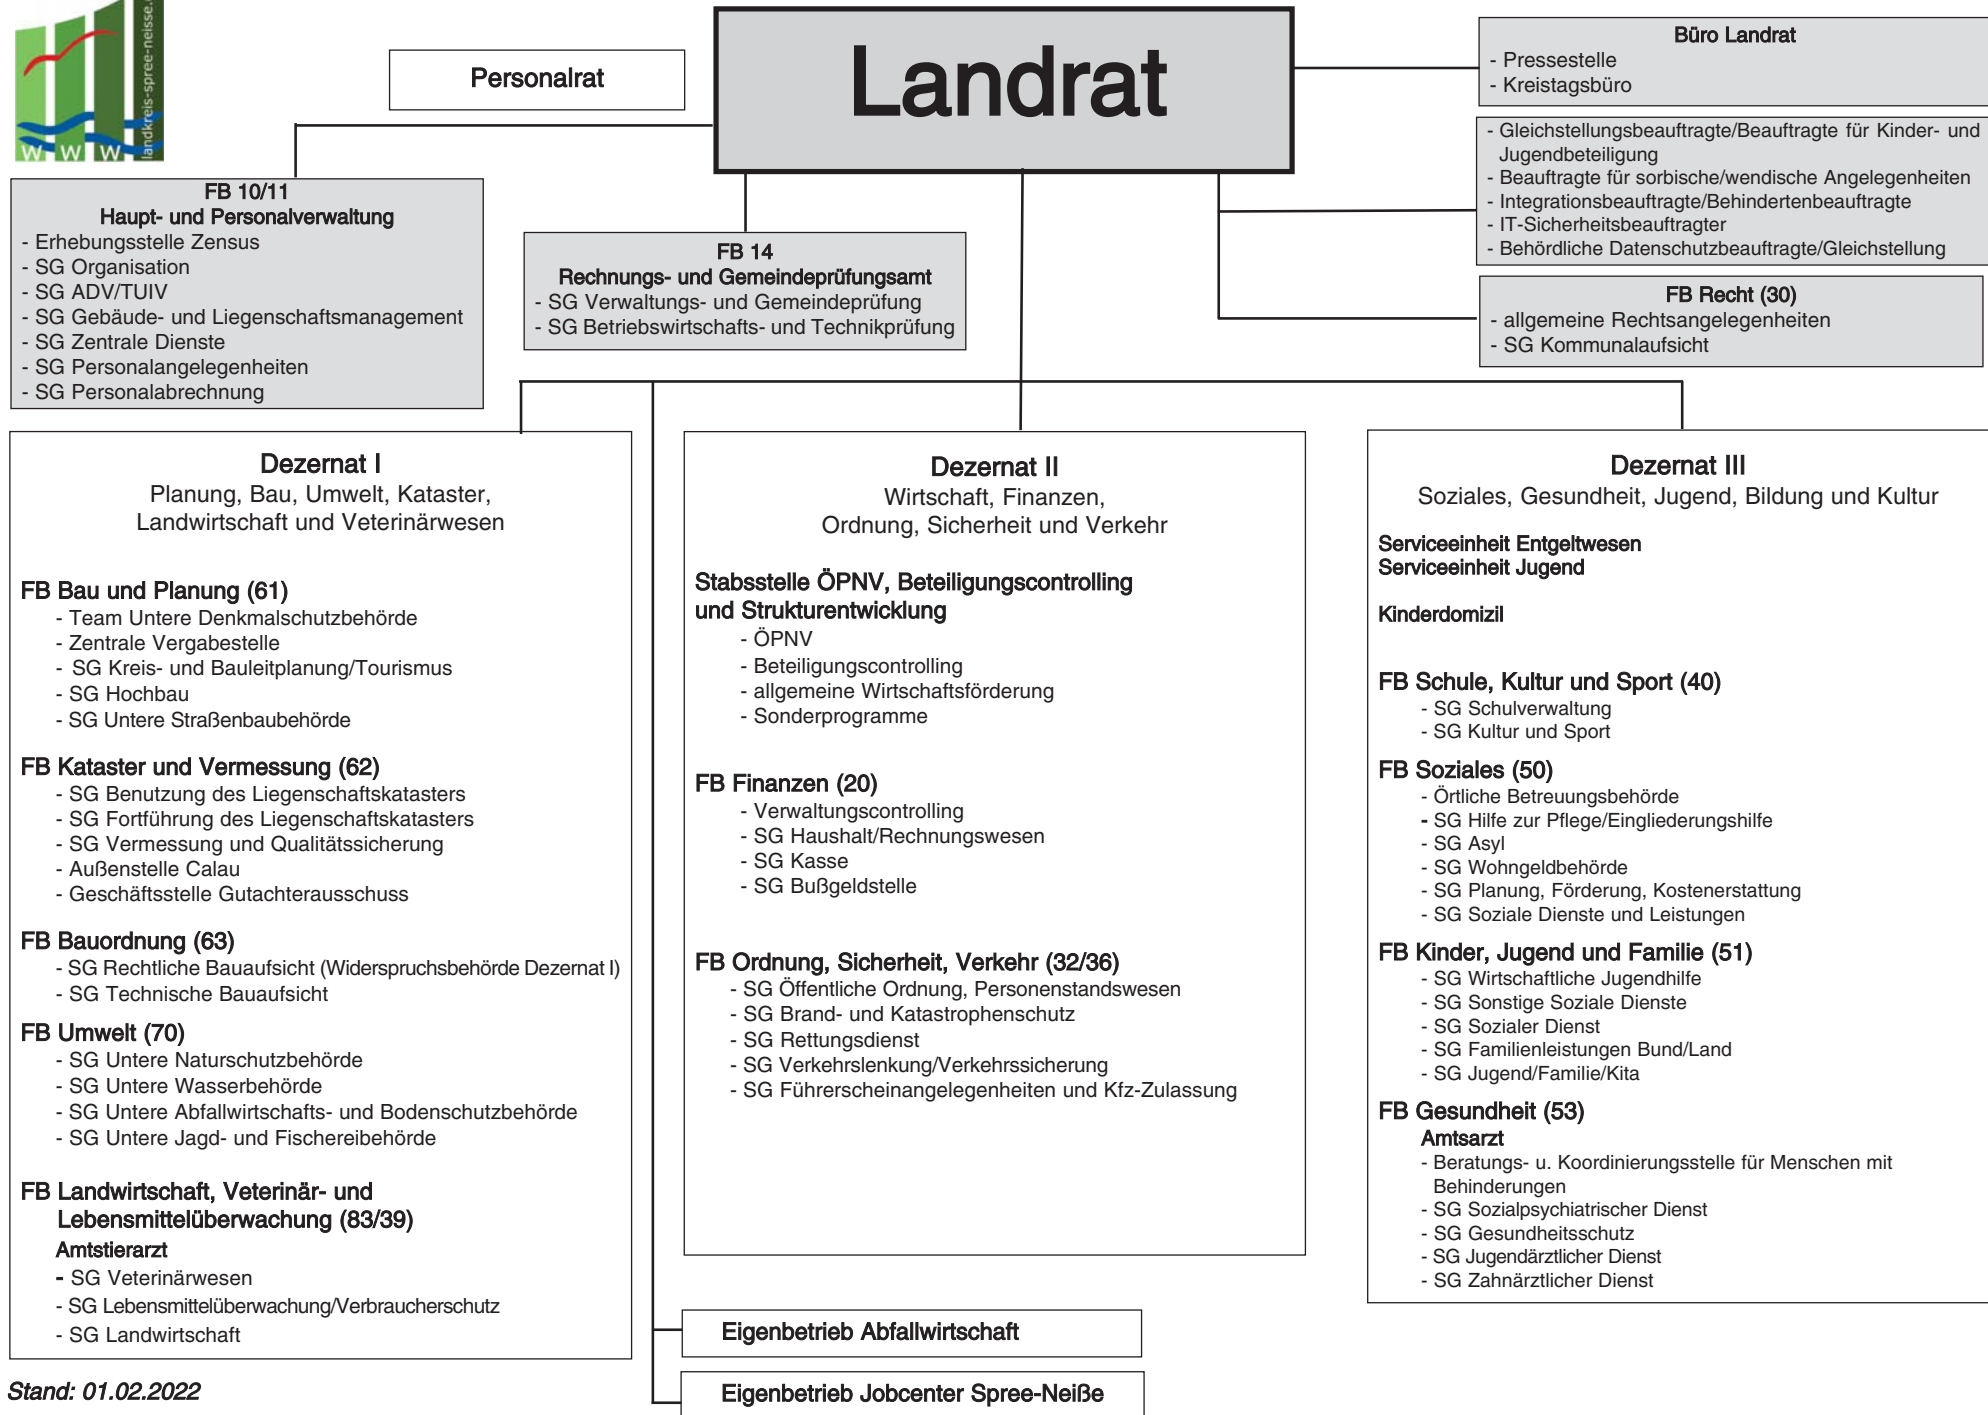 W W W
landkreis-spree-neisse.
Personalrat
Landrat
Büro Landrat
- Pressestelle
- Kreistagsbüro
- Gleichstellungsbeauftragte/Beauftragte für Kinder- und
Jugendbeteiligung
- Beauftragte für sorbische/wendische Angelegenheiten
- Integrationsbeauftragte/Behindertenbeauftragte
- IT-Sicherheitsbeauftragter
- Behördliche Datenschutzbeauftragte/Gleichstellung
FB Recht (30)
- allgemeine Rechtsangelegenheiten
- SG Kommunalaufsicht
FB 10/11
Haupt- und Personalverwaltung
- Erhebungsstelle Zensus
- SG Organisation
- SG ADV/TUIV
- SG Gebäude- und Liegenschaftsmanagement
- SG Zentrale Dienste
- SG Personalangelegenheiten
- SG Personalabrechnung
FB 14
Rechnungs- und Gemeindeprüfungsamt
- SG Verwaltungs- und Gemeindeprüfung
- SG Betriebswirtschafts- und Technikprüfung
Dezernat I
Planung, Bau, Umwelt, Kataster,
Landwirtschaft und Veterinärwesen
FB Bau und Planung (61)
- Team Untere Denkmalschutzbehörde
- Zentrale Vergabestelle
- SG Kreis- und Bauleitplanung/Tourismus
- SG Hochbau
- SG Untere Straßenbaubehörde
FB Kataster und Vermessung (62)
- SG Benutzung des Liegenschaftskatasters
- SG Fortführung des Liegenschaftskatasters
- SG Vermessung und Qualitätssicherung
- Außenstelle Calau
- Geschäftsstelle Gutachterausschuss
FB Bauordnung (63)
- SG Rechtliche Bauaufsicht (Widerspruchsbehörde Dezernat I)
- SG Technische Bauaufsicht
FB Umwelt (70)
- SG Untere Naturschutzbehörde
- SG Untere Wasserbehörde
- SG Untere Abfallwirtschafts- und Bodenschutzbehörde
- SG Untere Jagd- und Fischereibehörde
FB Landwirtschaft, Veterinär- und
Lebensmittelüberwachung (83/39)
Amtstierarzt
- SG Veterinärwesen
- SG Lebensmittelüberwachung/Verbraucherschutz
- SG Landwirtschaft
Dezernat II
Wirtschaft, Finanzen,
Ordnung, Sicherheit und Verkehr
Stabsstelle ÖPNV, Beteiligungscontrolling
und Strukturentwicklung
- ÖPNV
- Beteiligungscontrolling
- allgemeine Wirtschaftsförderung
- Sonderprogramme
FB Finanzen (20)
- Verwaltungscontrolling
- SG Haushalt/Rechnungswesen
- SG Kasse
- SG Bußgeldstelle
FB Ordnung, Sicherheit, Verkehr (32/36)
- SG Öffentliche Ordnung, Personenstandswesen
- SG Brand- und Katastrophenschutz
- SG Rettungsdienst
- SG Verkehrslenkung/Verkehrssicherung
- SG Führerscheinangelegenheiten und Kfz-Zulassung
Dezernat III
Soziales, Gesundheit, Jugend, Bildung und Kultur
Serviceeinheit Entgeltwesen
Serviceeinheit Jugend
Kinderdomizil
FB Schule, Kultur und Sport (40)
- SG Schulverwaltung
- SG Kultur und Sport
FB Soziales (50)
- Örtliche Betreuungsbehörde
- SG Hilfe zur Pflege/Eingliederungshilfe
- SG Asyl
- SG Wohngeldbehörde
- SG Planung, Förderung, Kostenerstattung
- SG Soziale Dienste und Leistungen
FB Kinder, Jugend und Familie (51)
- SG Wirtschaftliche Jugendhilfe
- SG Sonstige Soziale Dienste
- SG Sozialer Dienst
- SG Familienleistungen Bund/Land
- SG Jugend/Familie/Kita
FB Gesundheit (53)
Amtsarzt
- Beratungs- u. Koordinierungsstelle für Menschen mit
Behinderungen
- SG Sozialpsychiatrischer Dienst
- SG Gesundheitsschutz
- SG Jugendärztlicher Dienst
- SG Zahnärztlicher Dienst
Eigenbetrieb Abfallwirtschaft
Eigenbetrieb Jobcenter Spree-Neiße
Stand: 01.02.2022